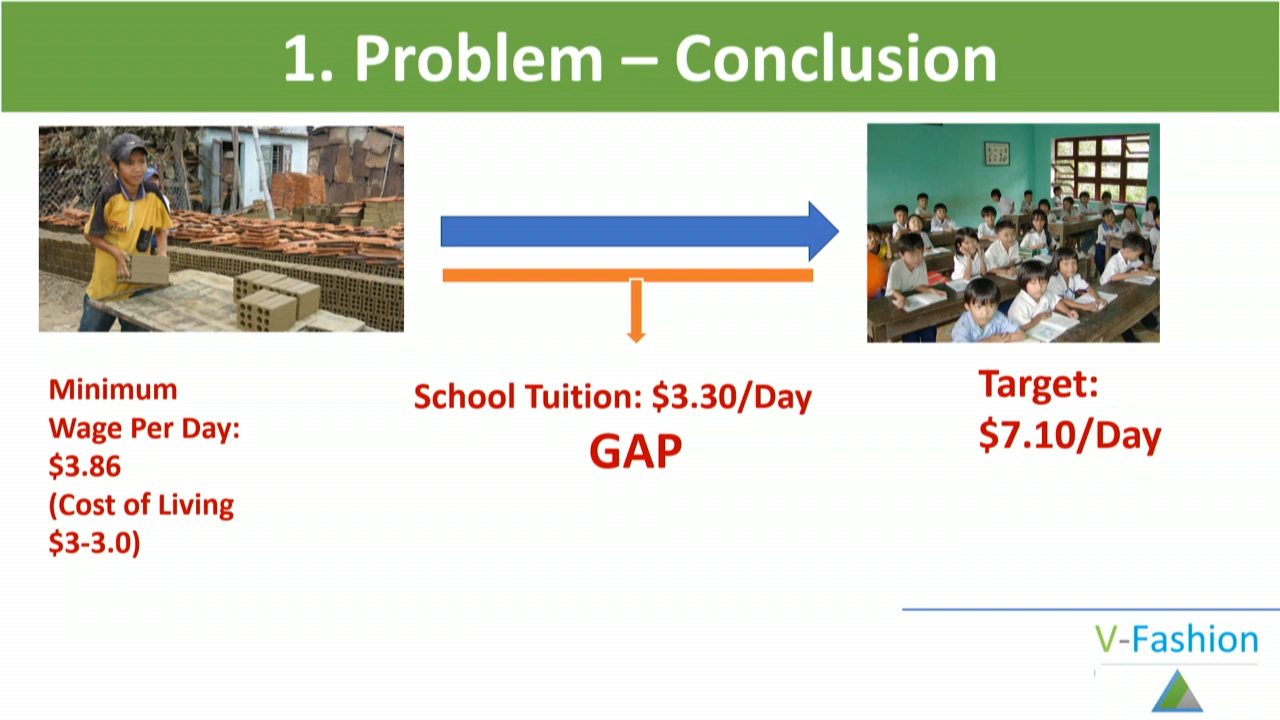 1. Problem – Conclusion
Minimum
Wage Per Day:
$3.86
(Cost of Living
$3-3.0)
School Tuition: $3.30/Day
GAP
Target:
$7.10/Day
V-Fashion